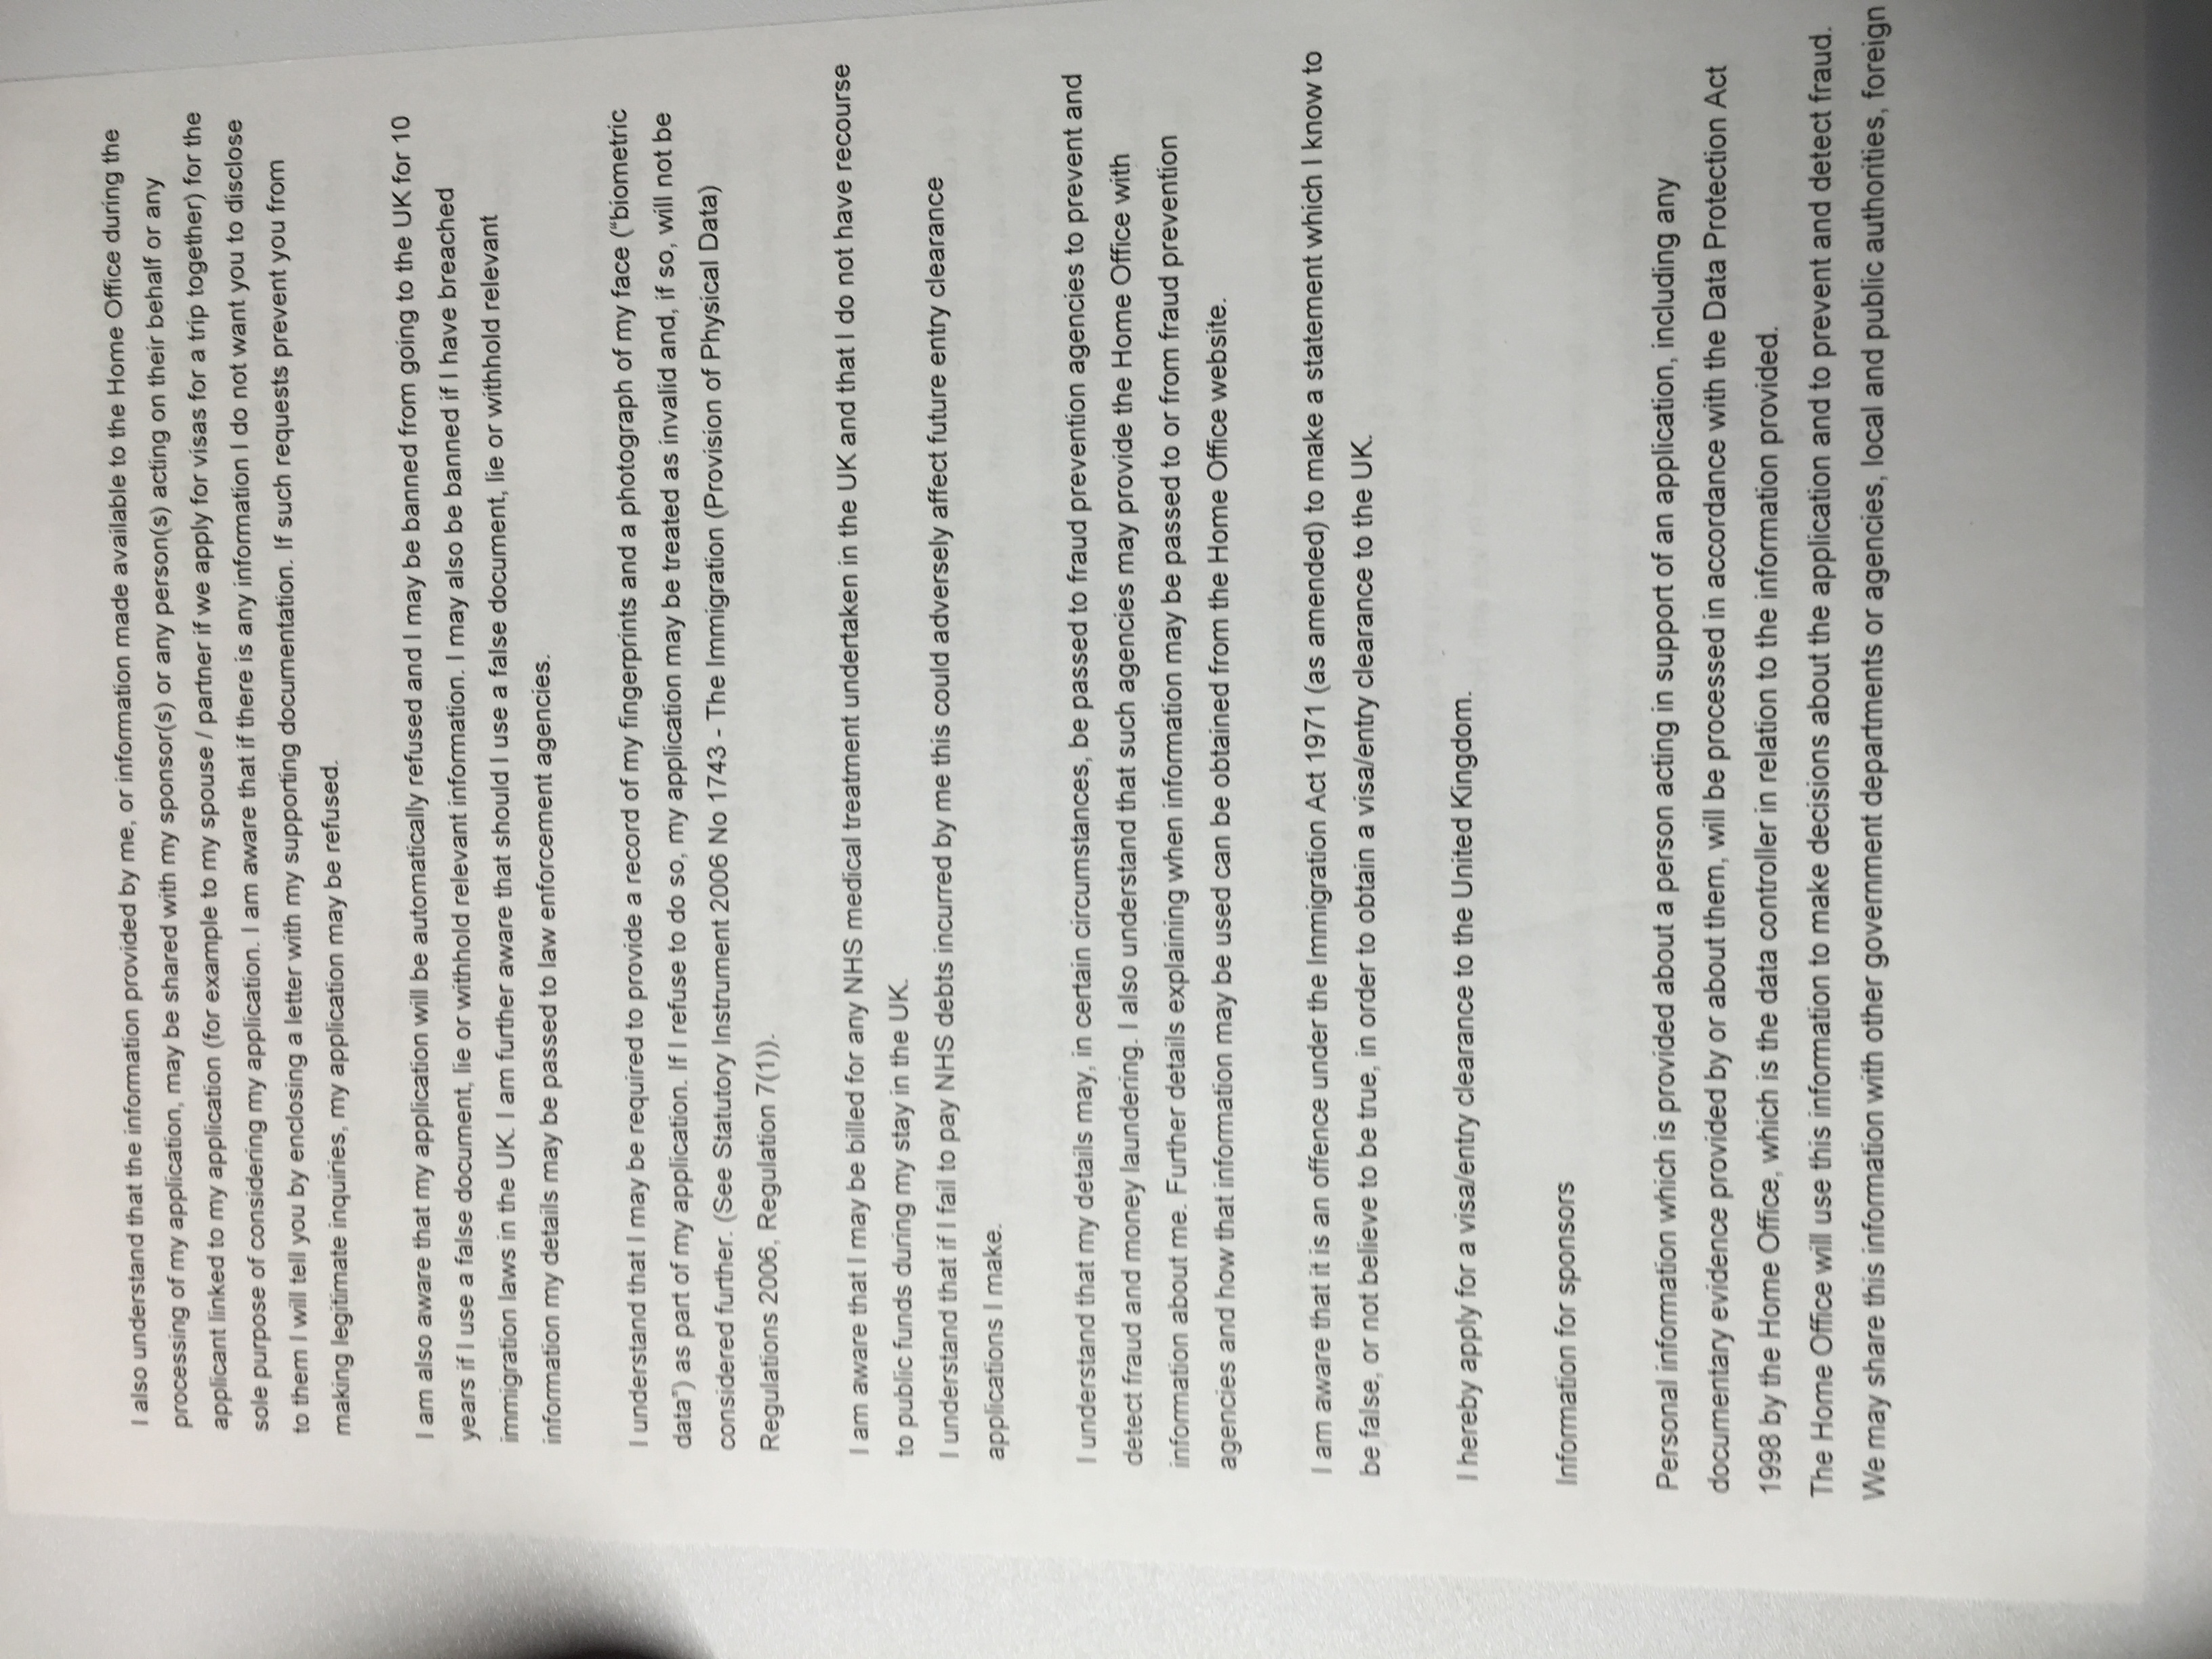 I also understand that the information provided by me, or information made available to the Home Office during the
processing of my application, may be shared with my sponsor(s) or any person(s) acting on their behalf or any
applicant linked to my application (for example to my spouse / partner if we apply for visas for a trip together) for the
sole purpose of considering my application. I am aware that if there is any information I do not want you to disclose
to them I will tell you by enclosing a letter with my supporting documentation. If such requests prevent you from
making legitimate inquiries, my application may be refused.
I am also aware that my application will be automatically refused and I may be banned from going to the UK for 10
years if I use a false document, lie or withhold relevant information. I may also be banned if I have breached
immigration laws in the UK. I am further aware that should I use a false document, lie or withhold relevant
information my details may be passed to law enforcement agencies.
I understand that I may be required to provide a record of my fingerprints and a photograph of my face (“biometric
data”) as part of my application. If I refuse to do so, my application may be treated as invalid and, if so, will not be
considered further. (See Statutory Instrument 2006 No 1743 - The Immigration (Provision of Physical Data)
Regulations 2006, Regulation 7(1)).
I am aware that I may be billed for any NHS medical treatment undertaken in the UK and that I do not have recourse
to public funds during my stay in the UK.
I understand that if I fail to pay NHS debts incurred by me this could adversely affect future entry clearance
applications I make.
I understand that my details may, in certain circumstances, be passed to fraud prevention agencies to prevent and
detect fraud and money laundering. I also understand that such agencies may provide the Home Office with
information about me. Further details explaining when information may be passed to or from fraud prevention
agencies and how that information may be used can be obtained from the Home Office website.
I am aware that it is an offence under the Immigration Act 1971 (as amended) to make a statement which I know to
be false, or not believe to be true, in order to obtain a visa/entry clearance to the UK.
I hereby apply for a visa/entry clearance to the United Kingdom.
Information for sponsors
Personal information which is provided about a person acting in support of an application, including any
documentary evidence provided by or about them, will be processed in accordance with the Data Protection Act
1998 by the Home Office, which is the data controller in relation to the information provided.
The Home Office will use this information to make decisions about the application and to prevent and detect fraud.
We may share this information with other government departments or agencies, local and public authorities, foreign